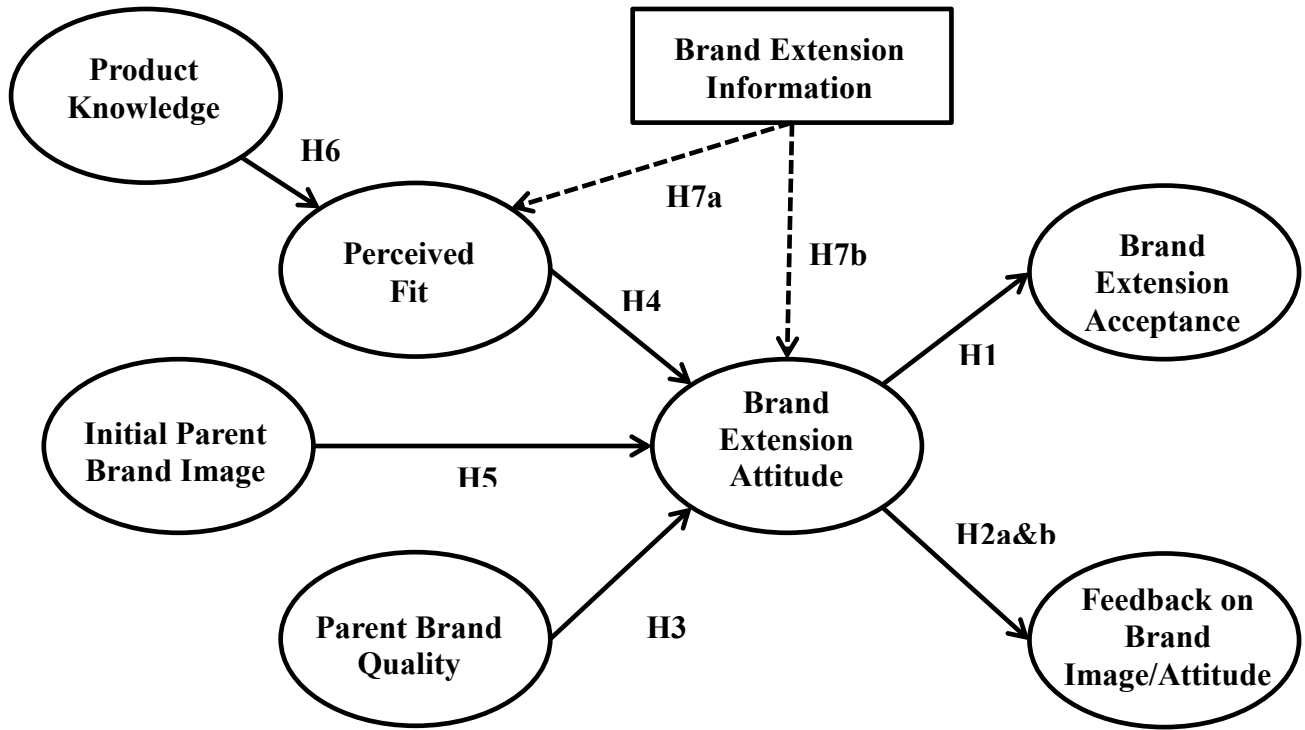 Product
Knowledge
Brand Extension
Information
H6
H7a
Perceived
Fit
H7b
Brand
Extension
Acceptance
H4
H1
Initial Parent
Brand Image
H5
Brand
Extension
Attitude
H2a&b
Parent Brand
Quality
H3
Feedback on
Brand
Image/Attitude